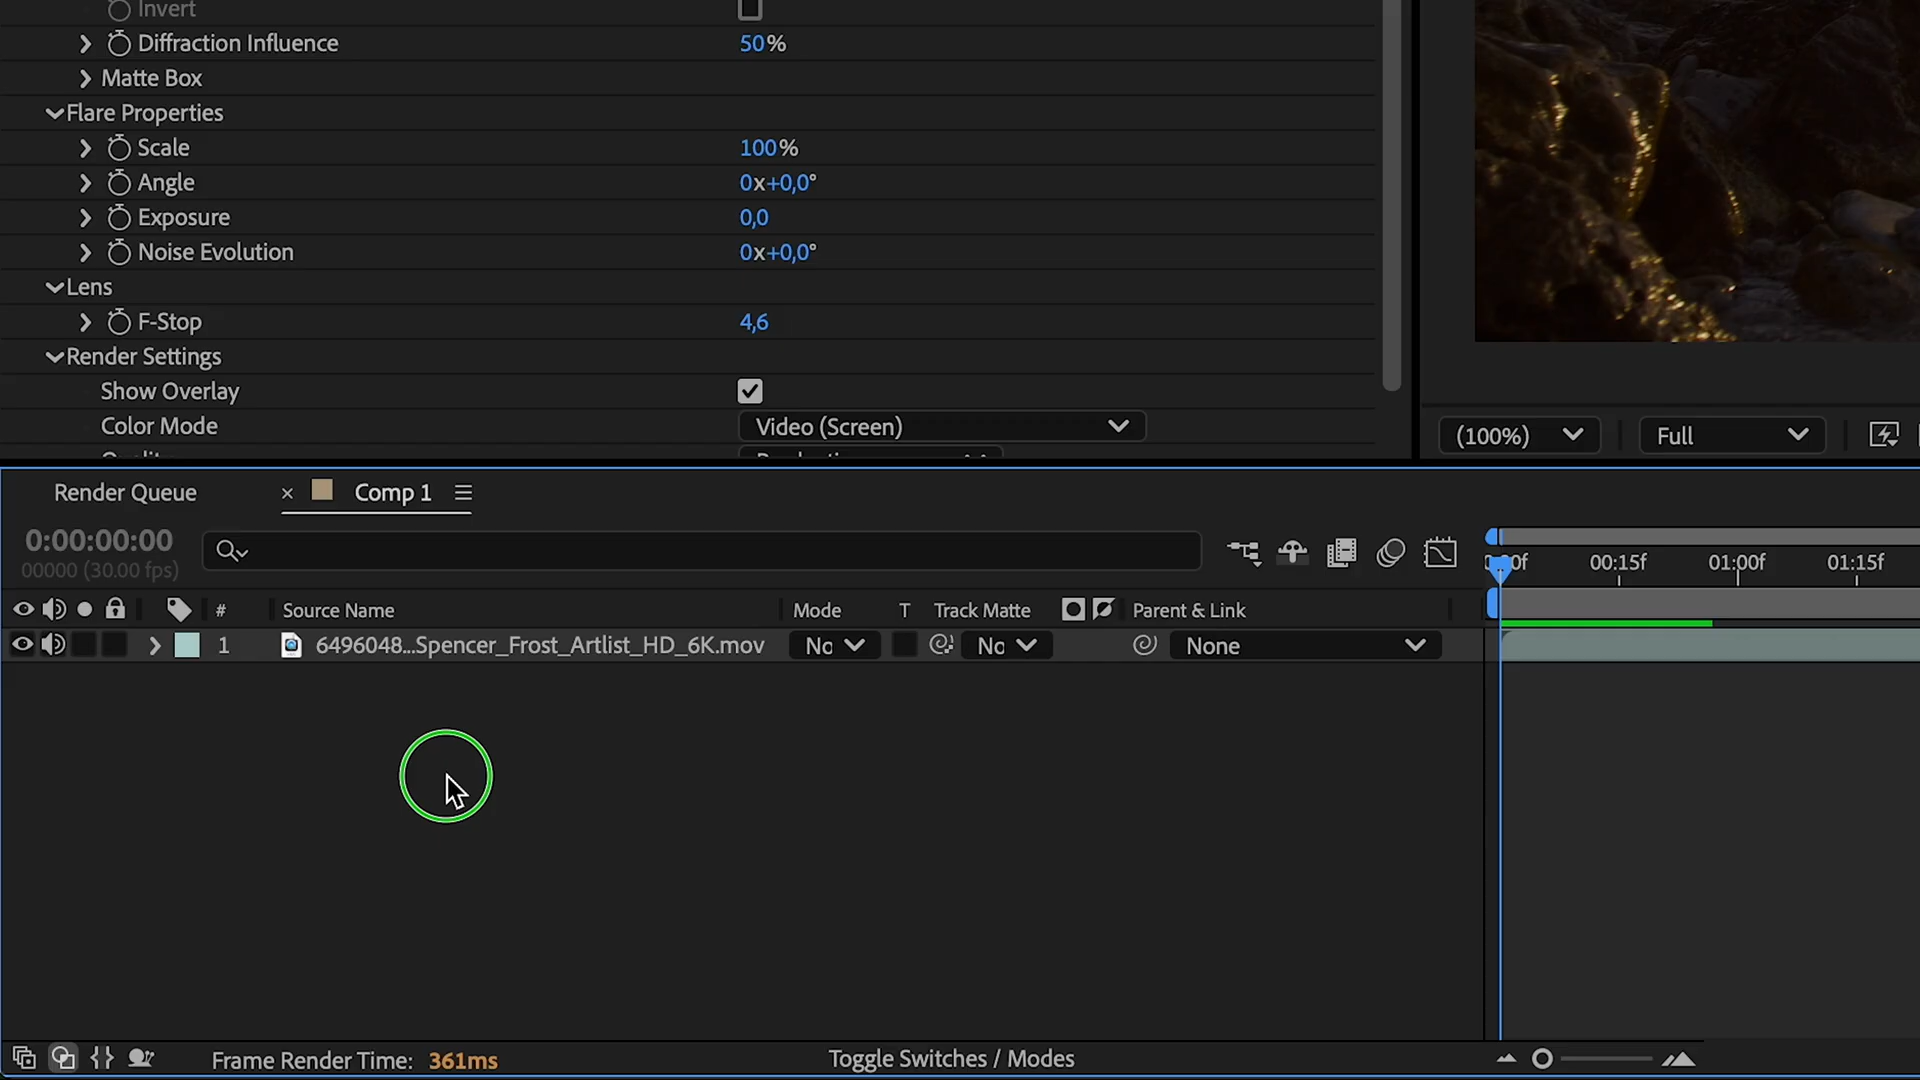 Invert
Diffraction Influence 50%
Matte Box
Flare Properties
Scale 100%
Angle 0x+0,0°
Exposure 0,0
Noise Evolution 0x+0,0°
Lens
F-Stop 4,6
Render Settings
Show Overlay
Color Mode Video (Screen)
(100%) Full
Render Queue × Comp 1
0:00:00:00
00000 (30.00 fps)
00:15f 01:00f 01:15f
# Source Name Mode T Track Matte Parent & Link
1 6496048...Spencer_Frost_Artlist_HD_6K.mov No No None
Frame Render Time: 361ms Toggle Switches / Modes